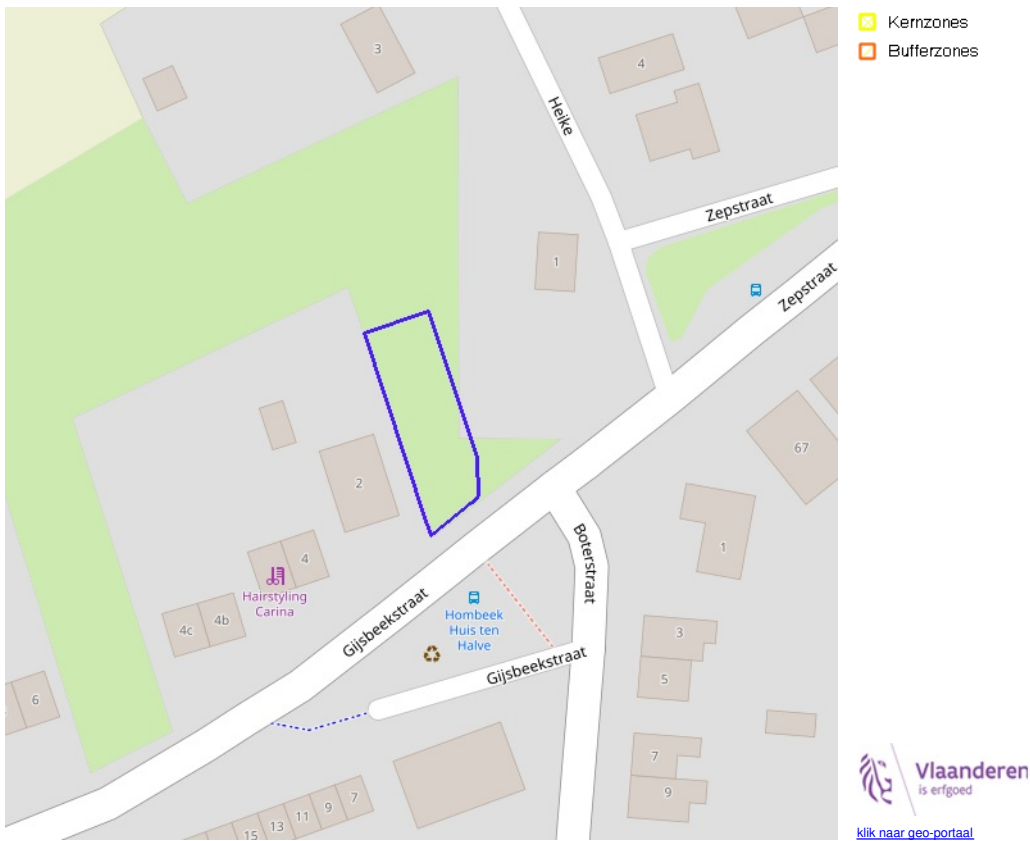 Kernzones
Bufferzones
3
4
Heike
Zepstraat
1
Zepstraat
67
2
Boterstraat
1
4
Hairstyling
Carina
4c
4b
Gijsbeekstraat
Hombeek
Huis ten
Halve
Gijsbeekstraat
3
5
6
7
9
15
13
11
9
7
Vlaanderen
is erfgoed
klik naar geo-portaal